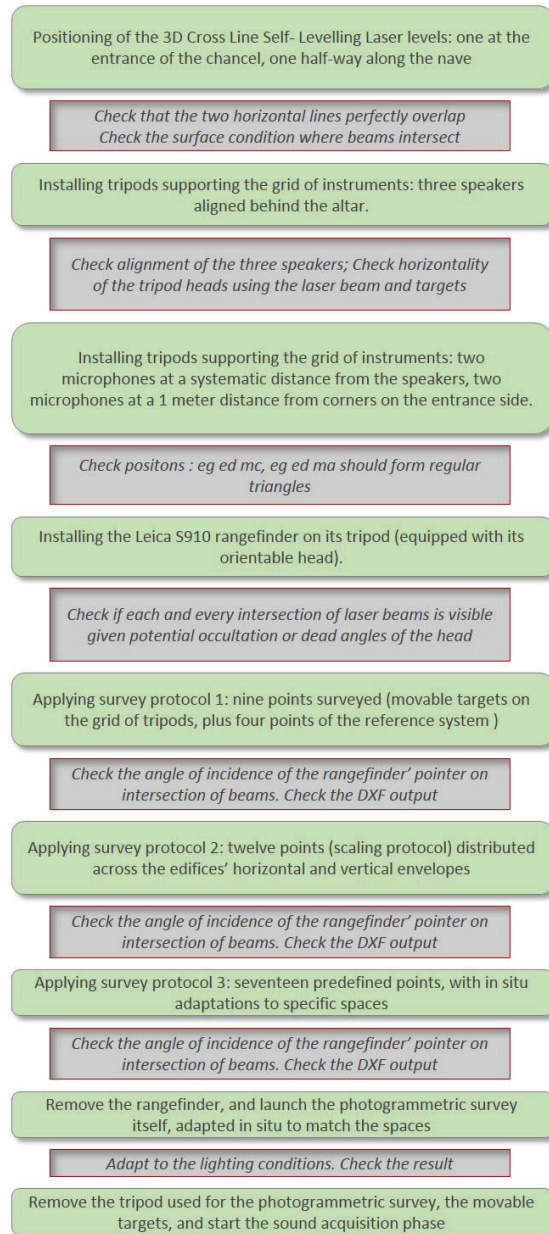 Positioning of the 3D Cross Line Self- Levelling Laser levels: one at the
entrance of the chancel, one half-way along the nave
Check that the two horizontal lines perfectly overlap
Check the surface condition where beams intersect
Installing tripods supporting the grid of instruments: three speakers
aligned behind the altar.
Check alignment of the three speakers; Check horizontality
of the tripod heads using the laser beam and targets
Installing tripods supporting the grid of instruments: two
microphones at a systematic distance from the speakers, two
microphones at a 1 meter distance from corners on the entrance side.
Check positons : eg ed mc, eg ed ma should form regular
triangles
Installing the Leica S910 rangefinder on its tripod (equipped with its
orientable head).
Check if each and every intersection of laser beams is visible
given potential occultation or dead angles of the head
Applying survey protocol 1: nine points surveyed (movable targets on
the grid of tripods, plus four points of the reference system )
Check the angle of incidence of the rangefinder’ pointer on
intersection of beams. Check the DXF output
Applying survey protocol 2: twelve points (scaling protocol) distributed
across the edifices’ horizontal and vertical envelopes
Check the angle of incidence of the rangefinder’ pointer on
intersection of beams. Check the DXF output
Applying survey protocol 3: seventeen predefined points, with in situ
adaptations to specific spaces
Check the angle of incidence of the rangefinder’ pointer on
intersection of beams. Check the DXF output
Remove the rangefinder, and launch the photogrammetric survey
itself, adapted in situ to match the spaces
Adapt to the lighting conditions. Check the result
Remove the tripod used for the photogrammetric survey, the movable
targets, and start the sound acquisition phase